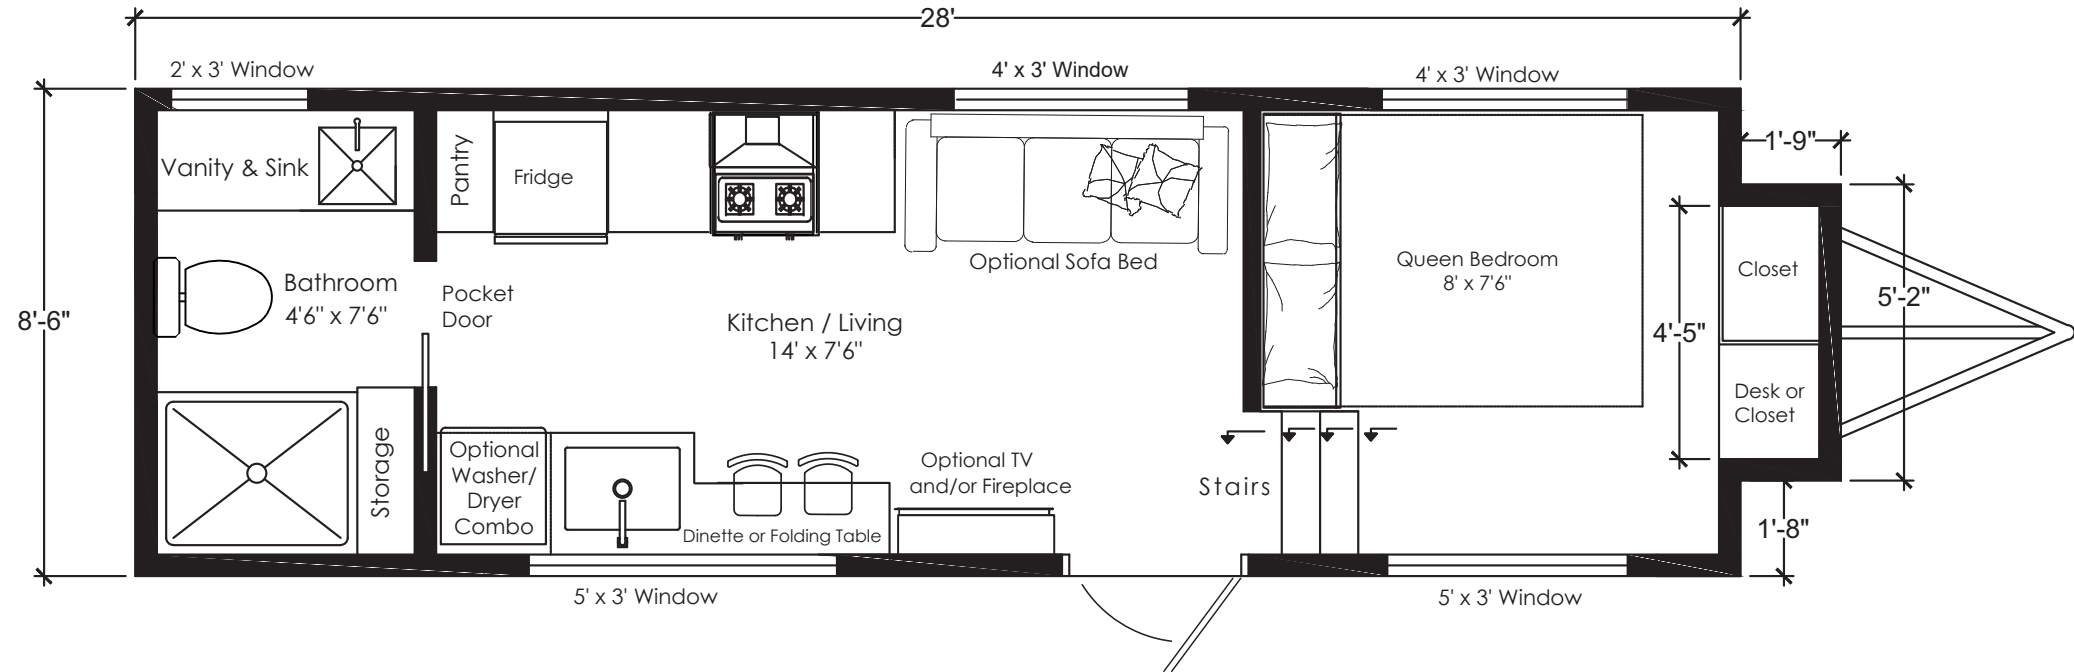 28'
2' x 3' Window
4' x 3' Window
4' x 3' Window
1'-9"
Vanity & Sink
Pantry
Fridge
Optional Sofa Bed
Queen Bedroom
8' x 7'6"
Closet
5'-2"
4'-5"
8'-6"
Bathroom
4'6" x 7'6"
Pocket
Door
Kitchen / Living
14' x 7'6"
Desk or
Closet
Storage
Optional
Washer/
Dryer
Combo
Dinette or Folding Table
Optional TV
and/or Fireplace
Stairs
1'-8"
5' x 3' Window
5' x 3' Window